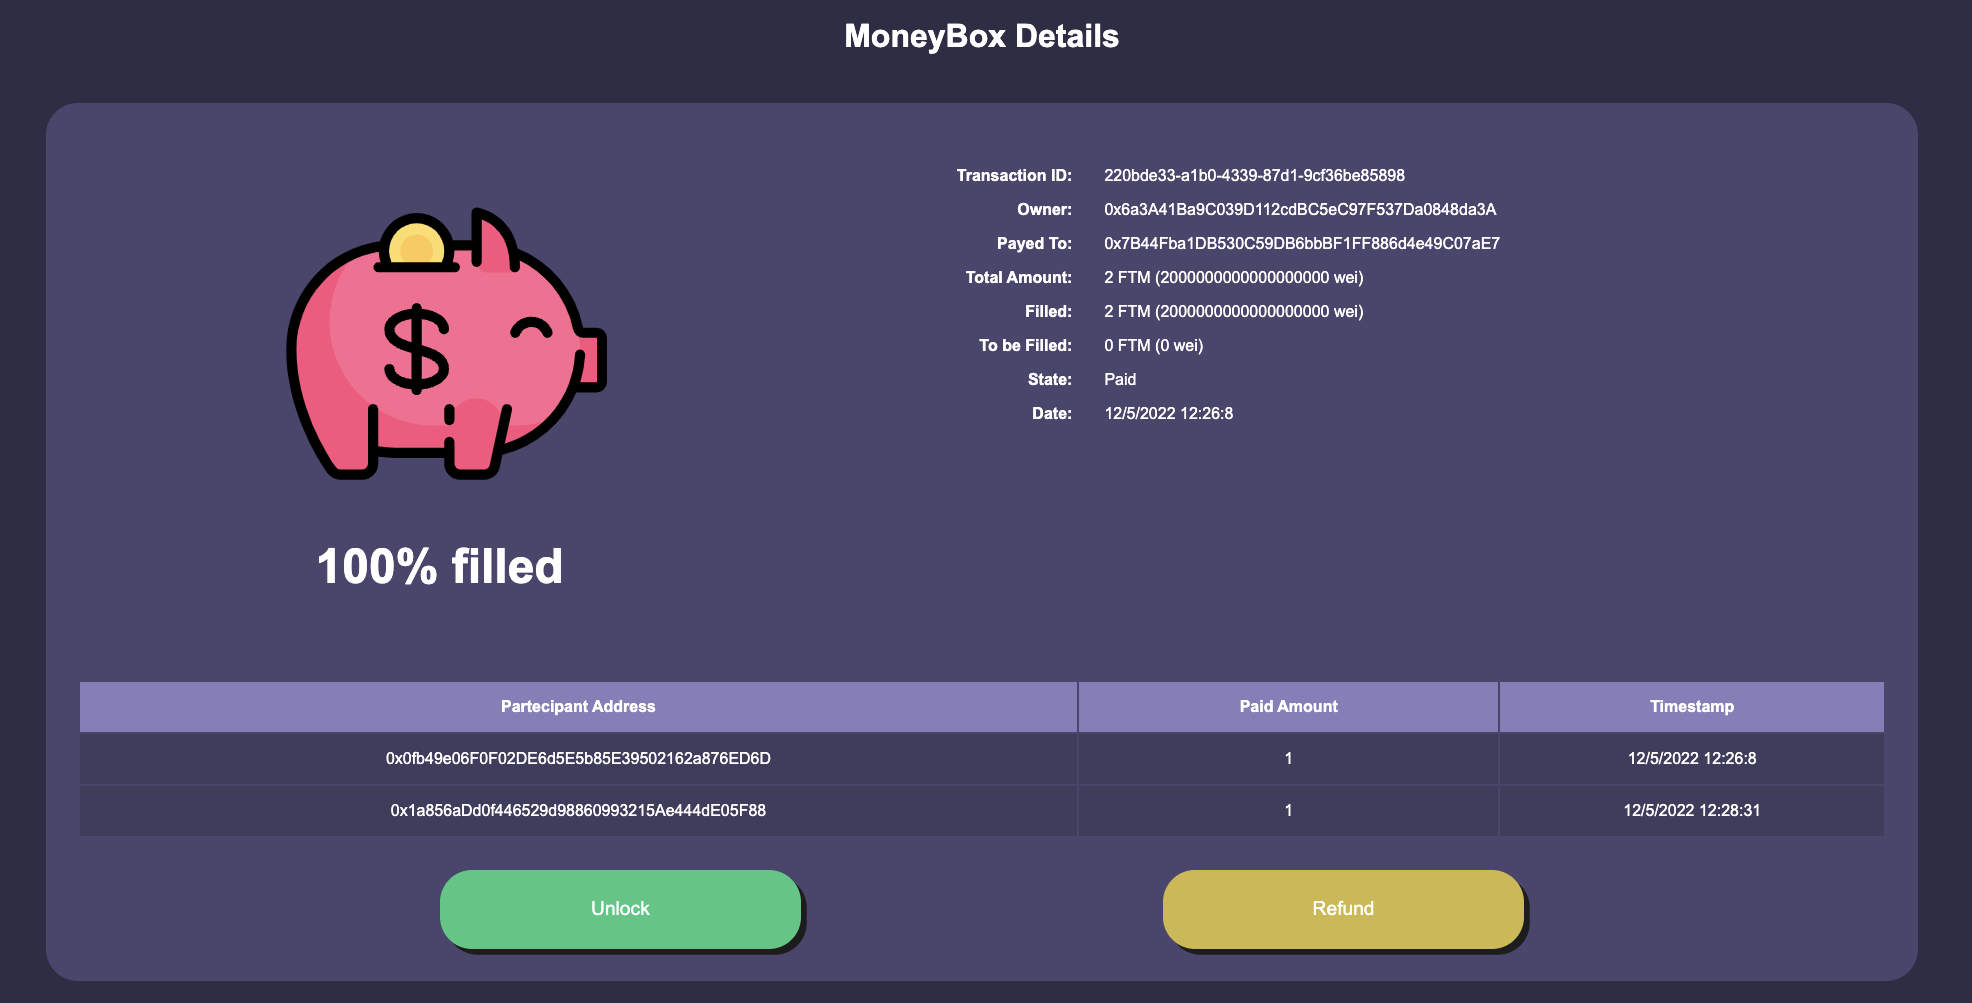 MoneyBox Details
$
100% filled
Transaction ID: 220bde33-a1b0-4339-87d1-9cf36be85898
Owner: 0x6a3A41Ba9C039D112cdBC5eC97F537Da0848da3A
Payed To: 0x7B44Fba1DB530C59DB6bbBF1FF886d4e49C07aE7
Total Amount: 2 FTM (2000000000000000000 wei)
Filled: 2 FTM (2000000000000000000 wei)
To be Filled: 0 FTM (0 wei)
State: Paid
Date: 12/5/2022 12:26:8
Partecipant Address Paid Amount Timestamp
0x0fb49e06F0F02DE6d5E5b85E39502162a876ED6D 1 12/5/2022 12:26:8
0x1a856aDd0f446529d98860993215Ae444dE05F88 1 12/5/2022 12:28:31
Unlock Refund